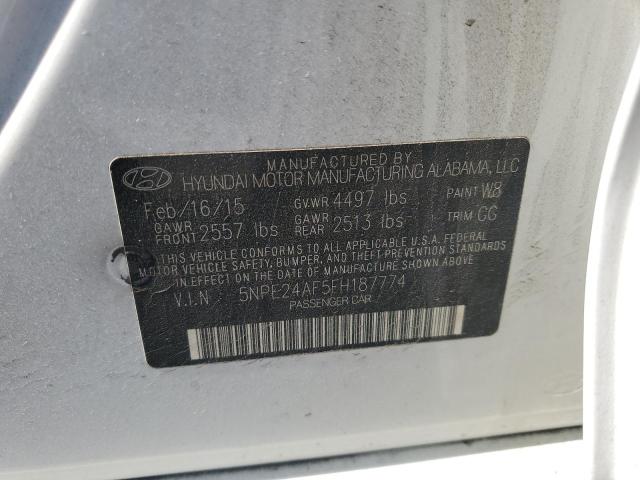 MANUFACTURED BY
HYUNDAI MOTOR MANUFACTURING ALABAMA, LLC
Feb/16/15 GVWR 4497 lbs PAINT W8
GAWR FRONT 2557 lbs GAWR REAR 2513 lbs TRIM GG
THIS VEHICLE CONFORMS TO ALL APPLICABLE U.S.A. FEDERAL
MOTOR VEHICLE SAFETY, BUMPER, AND THEFT PREVENTION STANDARDS
IN EFFECT ON THE DATE OF MANUFACTURE SHOWN ABOVE.
V.I.N 5NPE24AF5FH187774
PASSENGER CAR